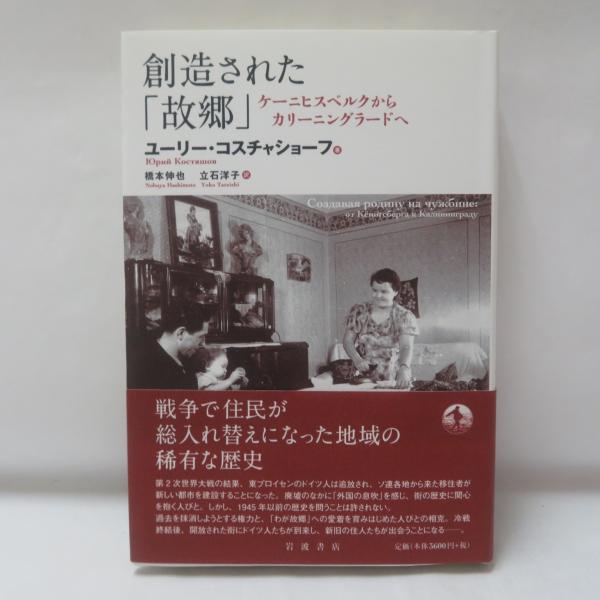 創造された
「故郷」
ケーニヒスベルクから
カリーニングラードへ
ユーリー・コスチャショーフ 著
Юрий Костяшов
橋本伸也 立石洋子 訳
Nobuya Hashimoto Yoko Tateishi
Создавая родину на чужбине:
от Кёнигсберга к Калининграду
戦争で住民が
総入れ替えになった地域の
稀有な歴史
第2次世界大戦の結果、東プロイセンのドイツ人は追放され、ソ連各地から来た移住者が
新しい都市を建設することになった。廃墟のなかに「外国の息吹」を感じ、街の歴史に関心
を抱く人びと。しかし、1945年以前の歴史を問うことは許されない。
過去を抹消しようとする権力と、「わが故郷」への愛着を育みはじめた人びとの相克。冷戦
終結後、開放された街にドイツ人たちが到来し、新旧の住人たちが出会うことになる――。
岩波書店
定価(本体3600円+税)